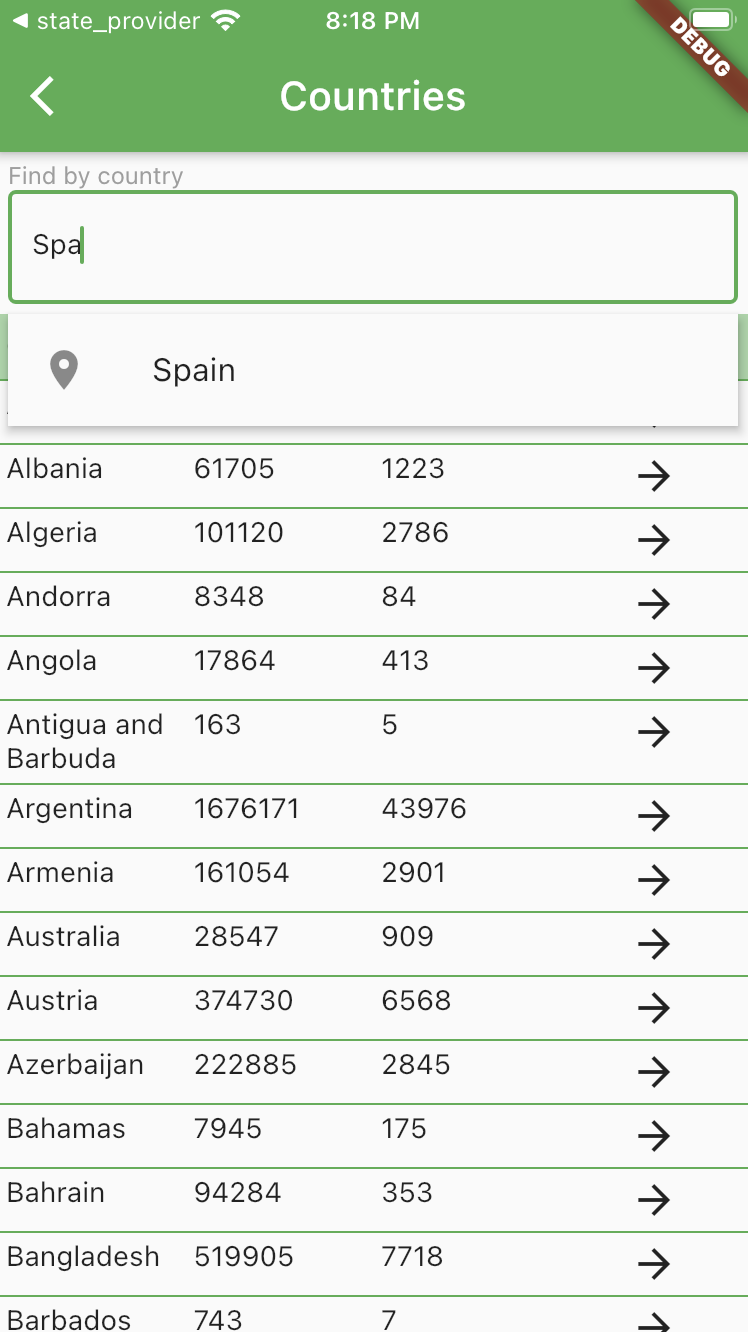 ◀ state_provider 8:18 PM
DEBUG
Countries
Find by country
Spa
Spain
Albania 61705 1223
Algeria 101120 2786
Andorra 8348 84
Angola 17864 413
Antigua and 163 5
Barbuda
Argentina 1676171 43976
Armenia 161054 2901
Australia 28547 909
Austria 374730 6568
Azerbaijan 222885 2845
Bahamas 7945 175
Bahrain 94284 353
Bangladesh 519905 7718
Barbados 743 7